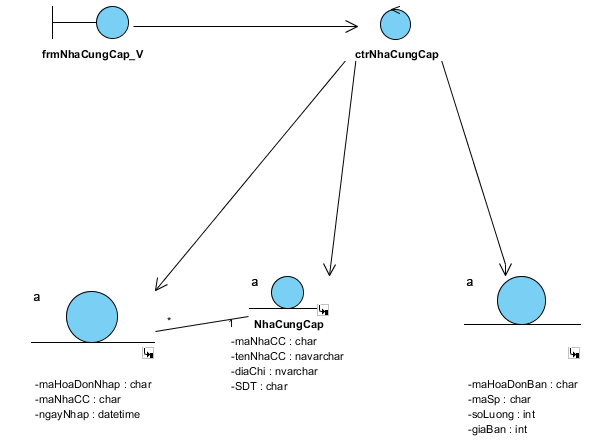 frmNhaCungCap_V
ctrNhaCungCap
a
a
a
*
1
NhaCungCap
-maNhaCC : char
-tenNhaCC : navarchar
-diaChi : nvarchar
-SDT : char
-maHoaDonNhap : char
-maNhaCC : char
-ngayNhap : datetime
-maHoaDonBan : char
-maSp : char
-soLuong : int
-giaBan : int